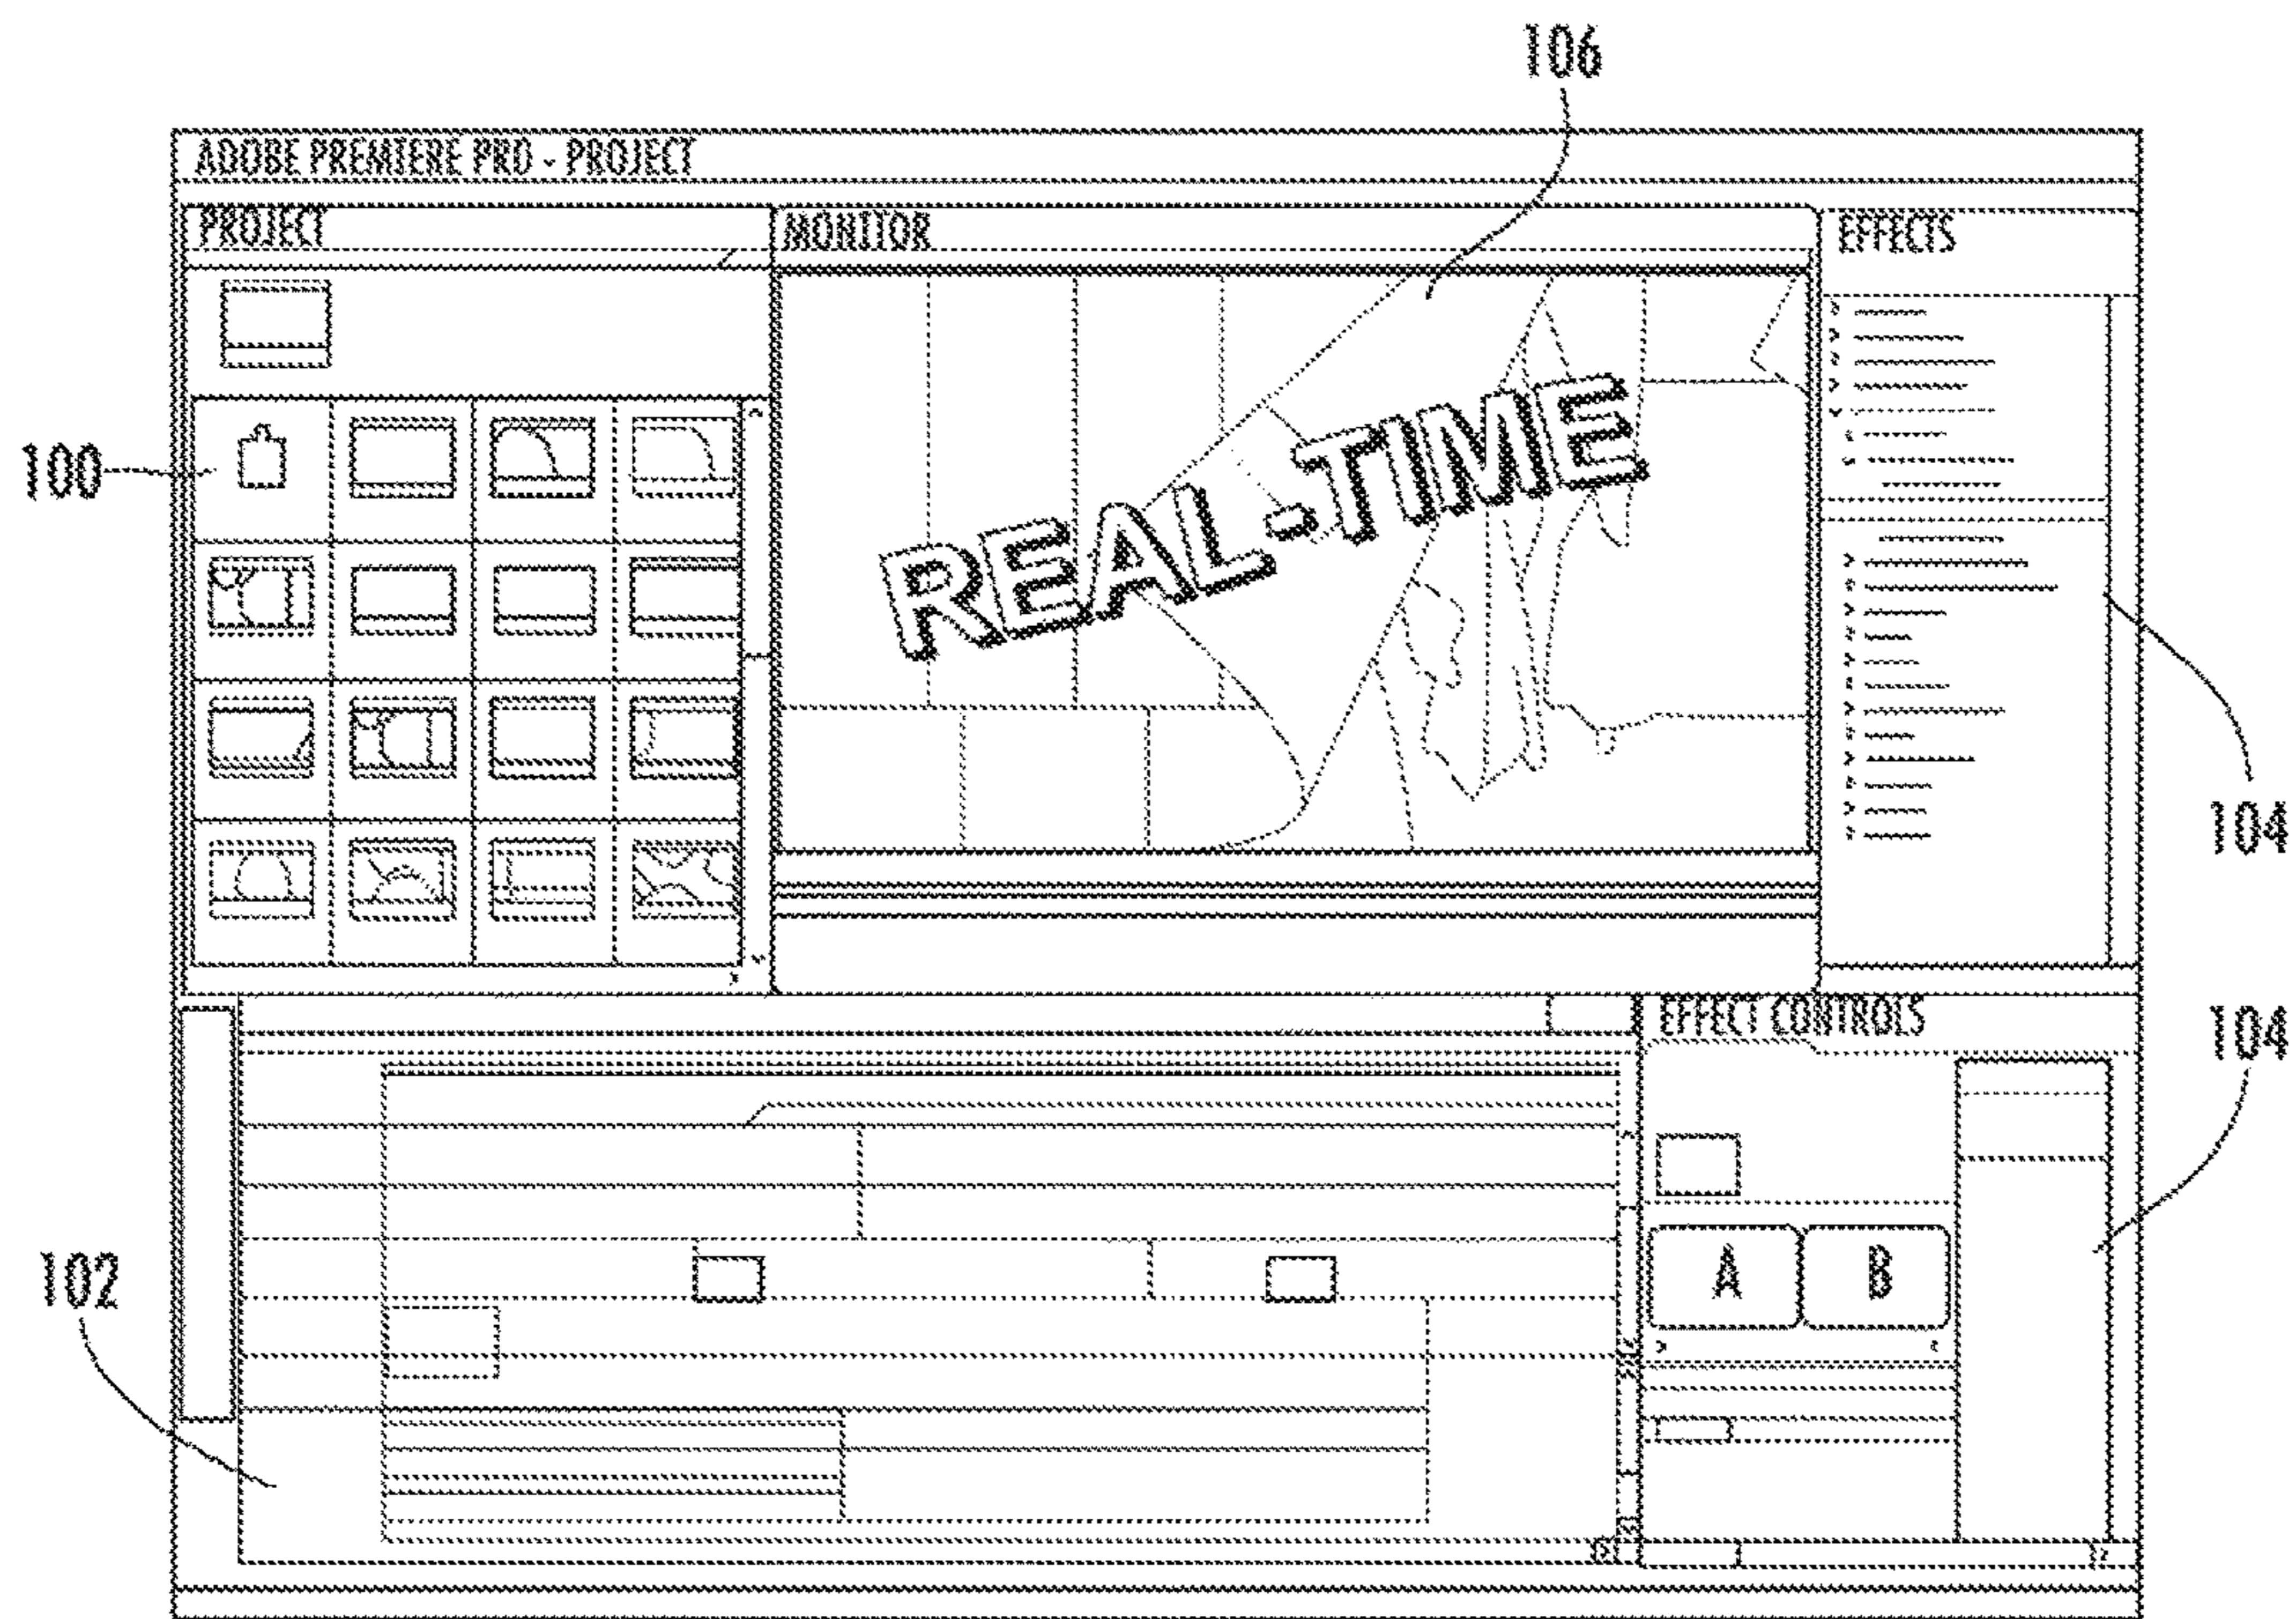 106
ADOBE PREMIERE PRO - PROJECT
PROJECT
MONITOR
EFFECTS
100
REAL-TIME
104
EFFECT CONTROLS
104
102
A
B